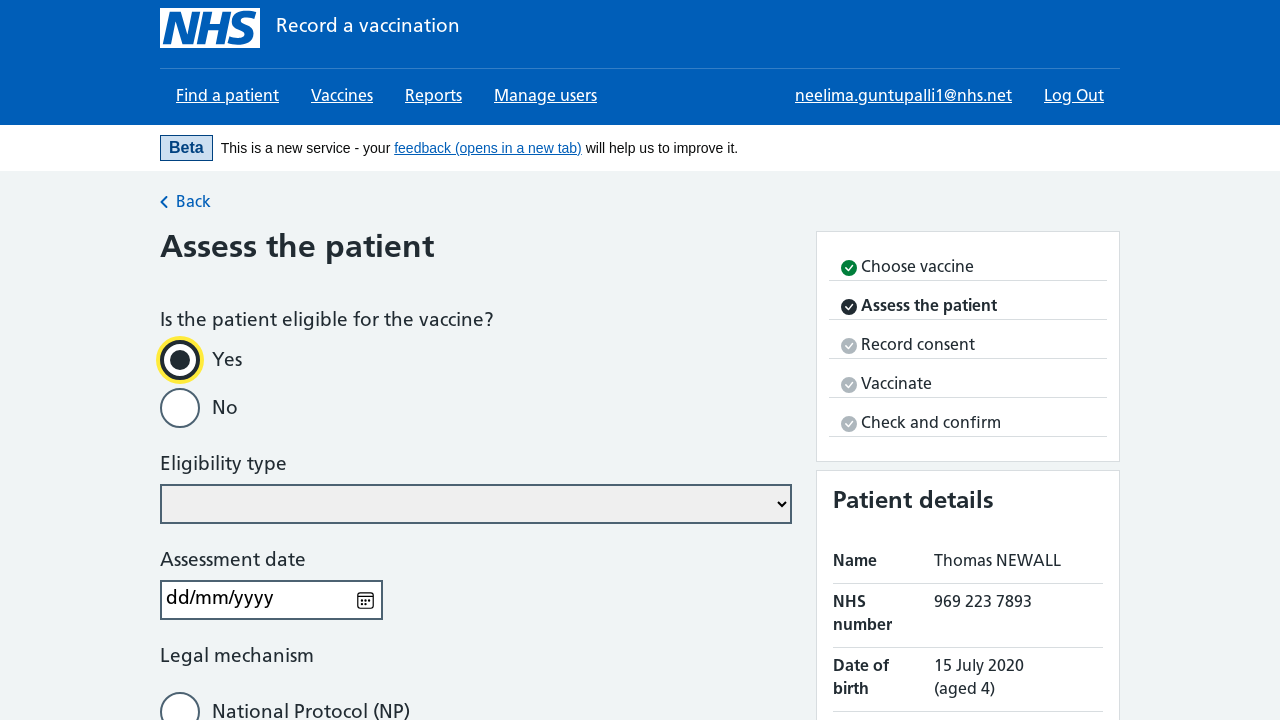 NHS Record a vaccination
Find a patient Vaccines Reports Manage users neelima.guntupalli1@nhs.net Log Out
Beta This is a new service - your feedback (opens in a new tab) will help us to improve it.
Back
Assess the patient
Is the patient eligible for the vaccine?
Yes
No
Eligibility type
Assessment date
dd/mm/yyyy
Legal mechanism
National Protocol (NP)
Choose vaccine
Assess the patient
Record consent
Vaccinate
Check and confirm
Patient details
Name Thomas NEWALL
NHS number 969 223 7893
Date of birth 15 July 2020
(aged 4)